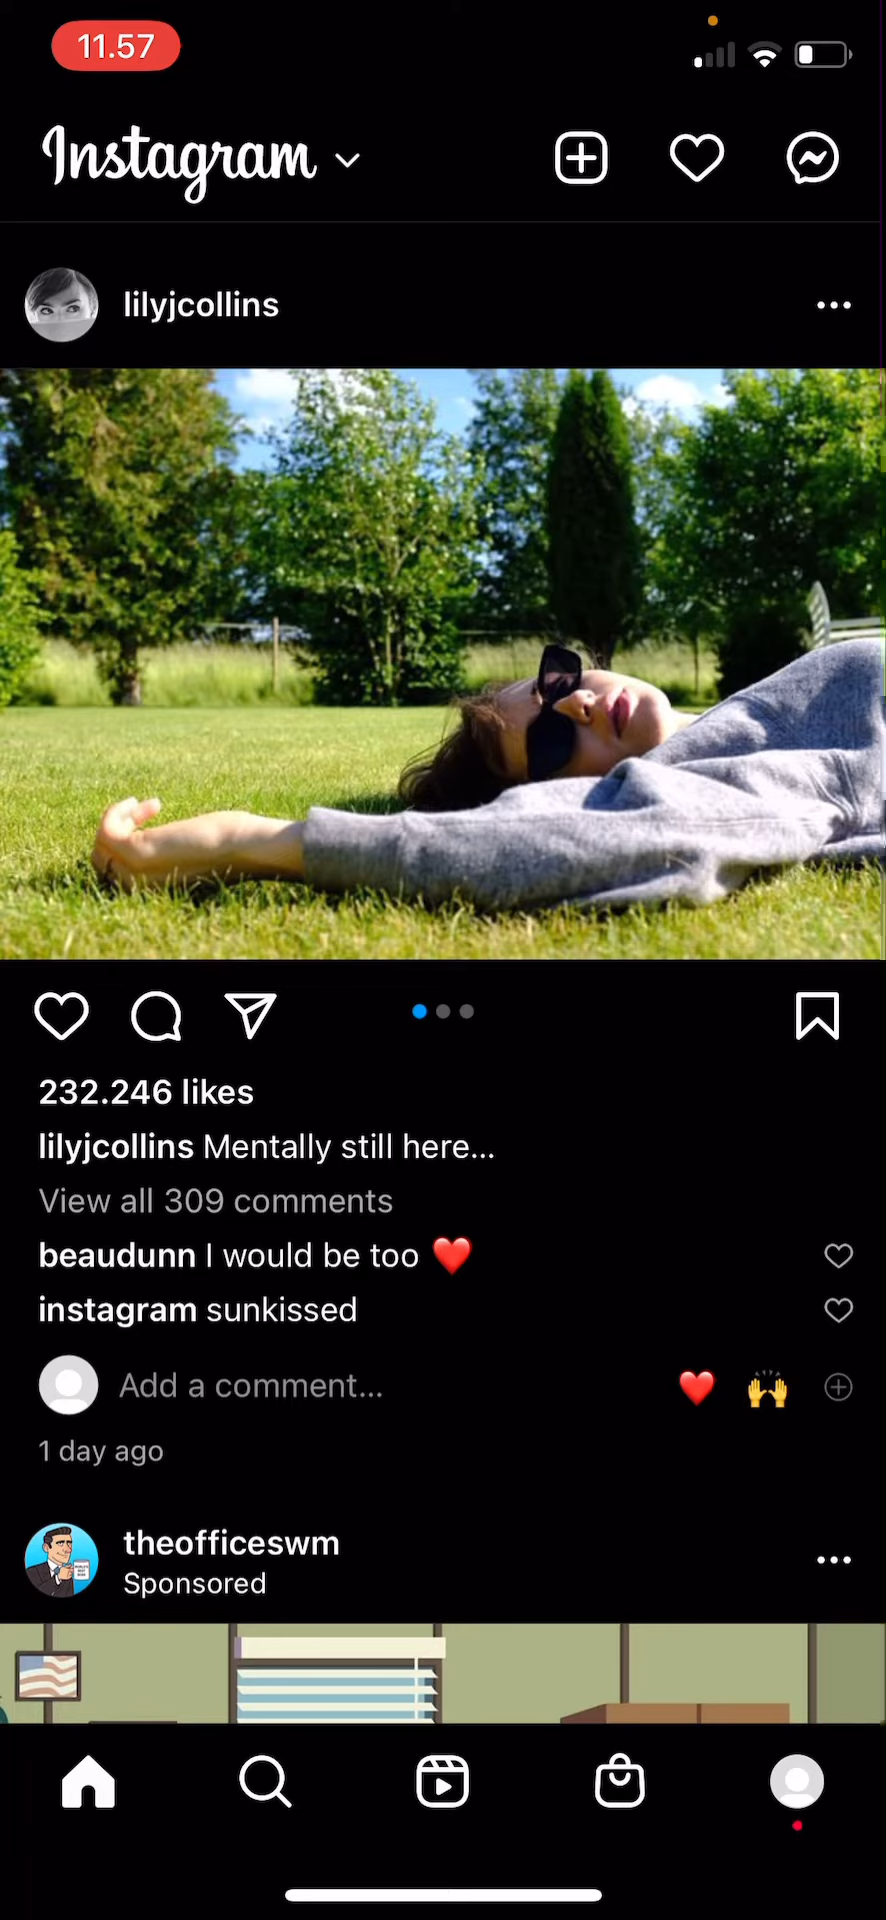 11.57
Instagram
lilyjcollins
232.246 likes
lilyjcollins Mentally still here...
View all 309 comments
beaudunn I would be too ❤️
instagram sunkissed
Add a comment... ❤️ 🙌
1 day ago
theofficeswm
Sponsored